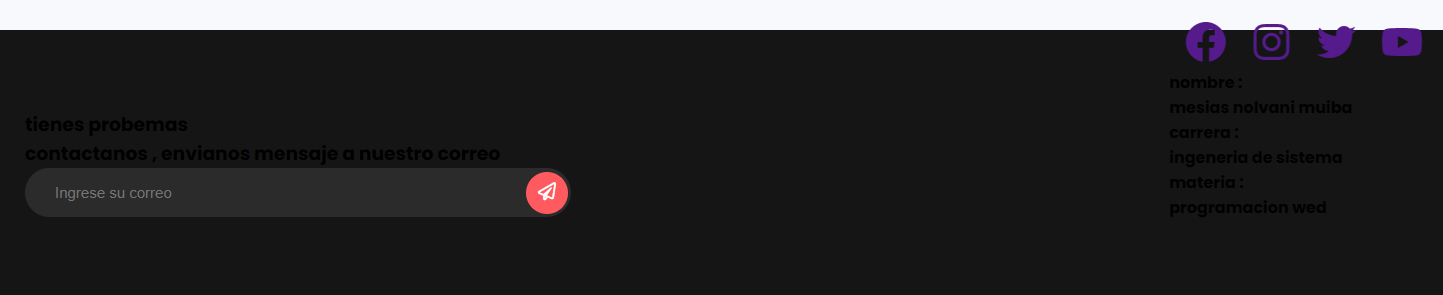 tienes probemas
contactanos , envianos mensaje a nuestro correo
Ingrese su correo
nombre :
mesias nolvani muiba
carrera :
ingeneria de sistema
materia :
programacion wed